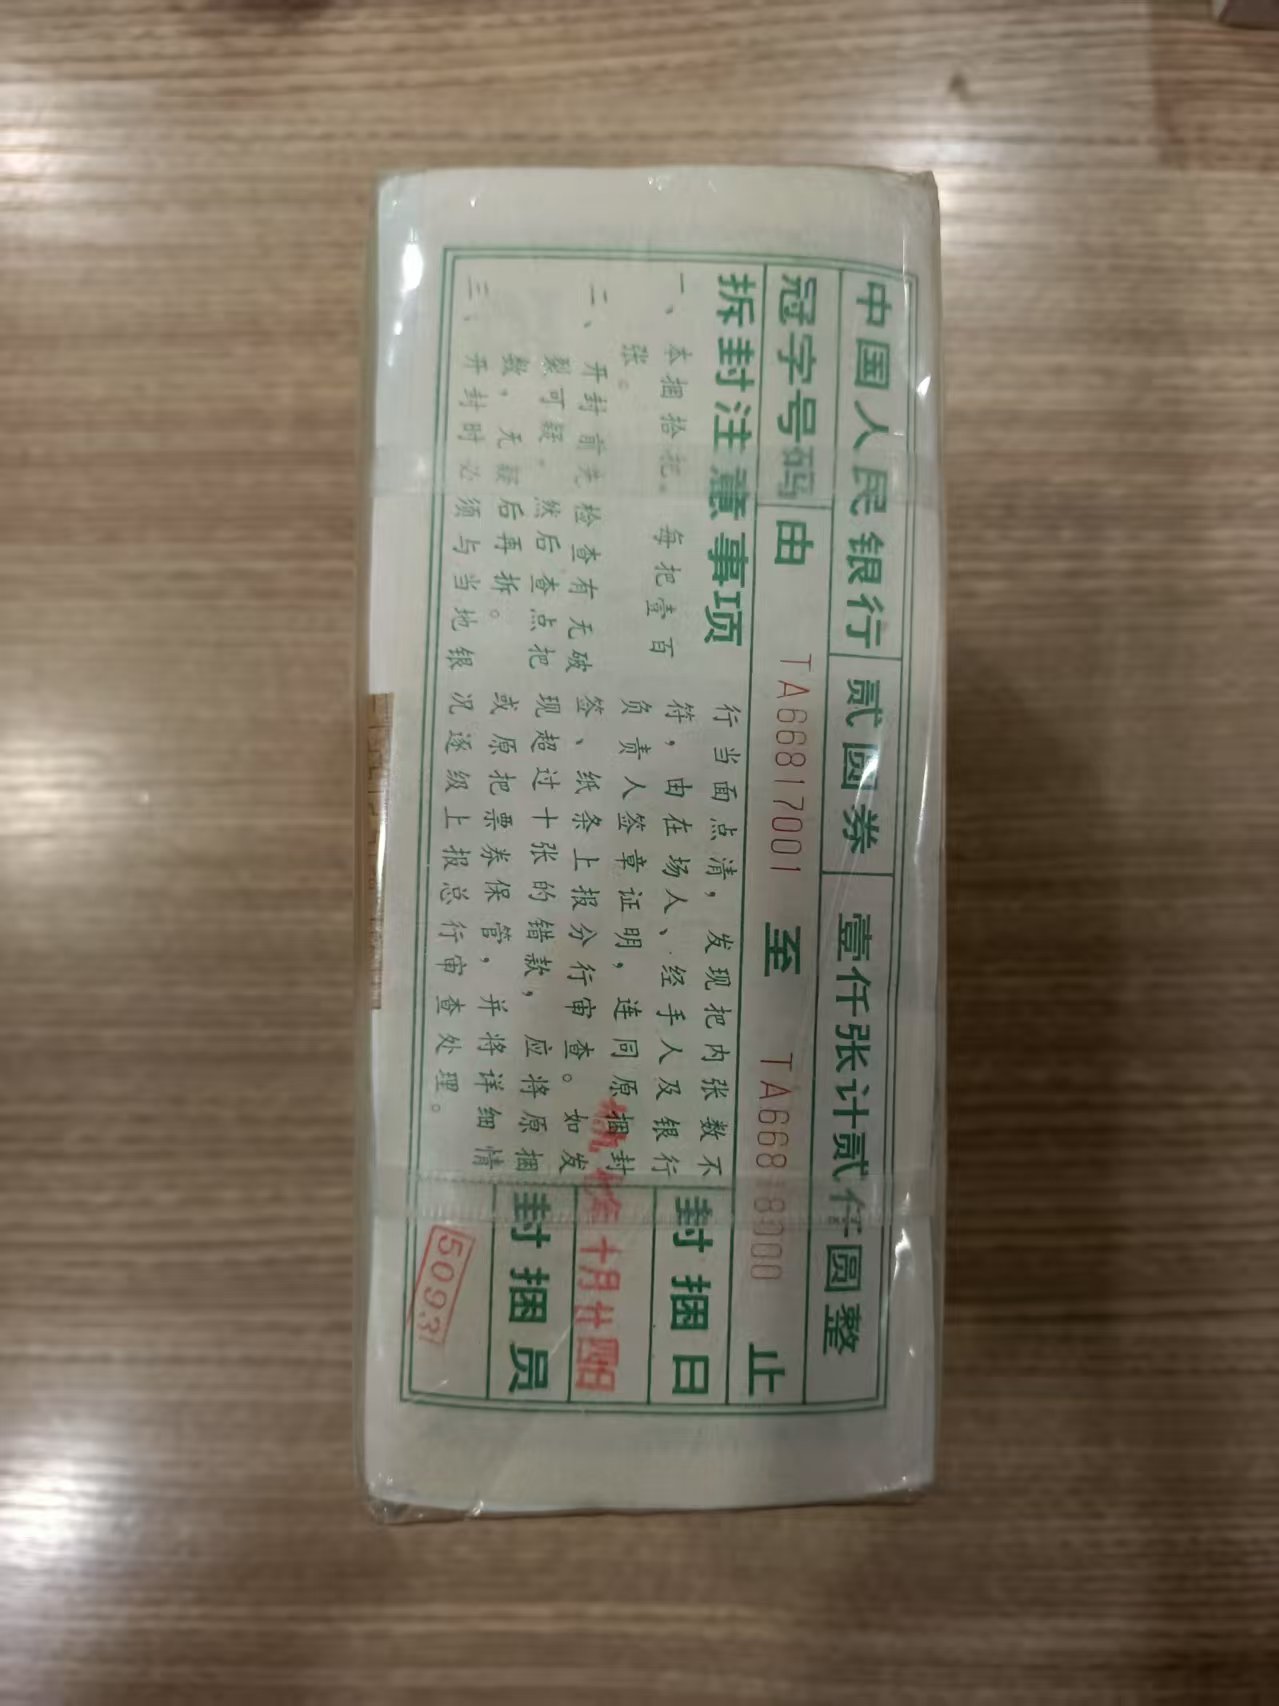 中国人民银行 贰圆券 壹仟张计贰仟圆整
冠字号码 由 TA66817001 至 TA66818000 止
拆封注意事项
一、本捆拾把。每把壹百
张。
二、开封前先检查有无破
裂可疑。然后查点把
数，无疑后再拆。
三、开封时必须与当地银
行当面点清，发现把内张数不
符，由在场人、经手人及银行
负责人签章证明，连同原捆封
签、纸条上报分行审查。如发
现超过十张的错款，应将原捆
或原把票券保管，并将详细情
况逐级上报总行审查处理。
封捆日
年十月廿四日
封捆员
5093